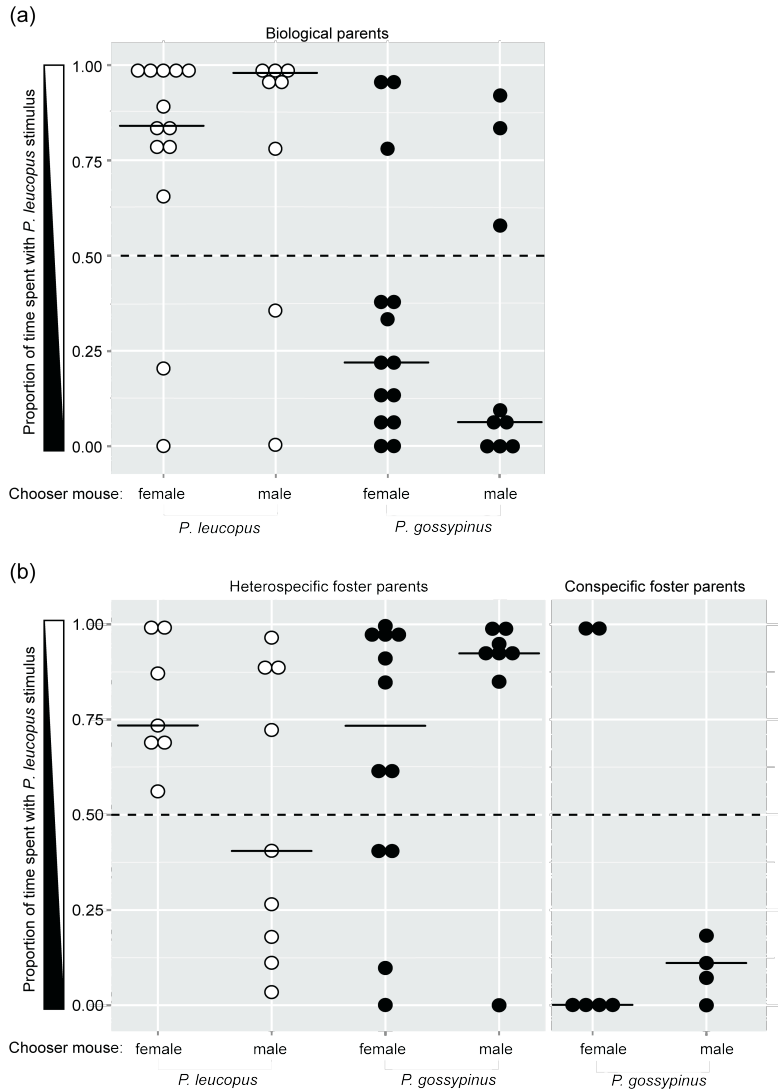 (a)
Biological parents
Proportion of time spent with P. leucopus stimulus
1.00
0.75
0.50
0.25
0.00
Chooser mouse: female male female male
P. leucopus P. gossypinus
(b)
Heterospecific foster parents Conspecific foster parents
Proportion of time spent with P. leucopus stimulus
1.00
0.75
0.50
0.25
0.00
Chooser mouse: female male female male female male
P. leucopus P. gossypinus P. gossypinus